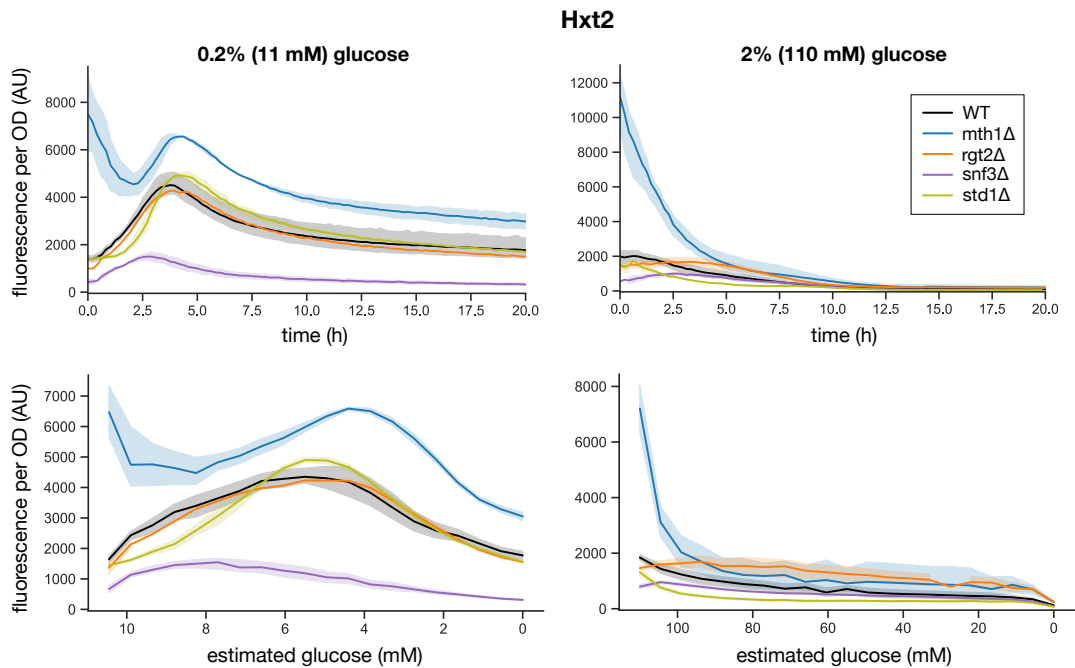 Hxt2
0.2% (11 mM) glucose
2% (110 mM) glucose
fluorescence per OD (AU)
8000
6000
4000
2000
0
0.0 2.5 5.0 7.5 10.0 12.5 15.0 17.5 20.0
time (h)
12000
10000
8000
6000
4000
2000
0
0.0 2.5 5.0 7.5 10.0 12.5 15.0 17.5 20.0
time (h)
WT
mth1Δ
rgt2Δ
snf3Δ
std1Δ
fluorescence per OD (AU)
7000
6000
5000
4000
3000
2000
1000
0
10 8 6 4 2 0
estimated glucose (mM)
8000
6000
4000
2000
0
100 80 60 40 20 0
estimated glucose (mM)